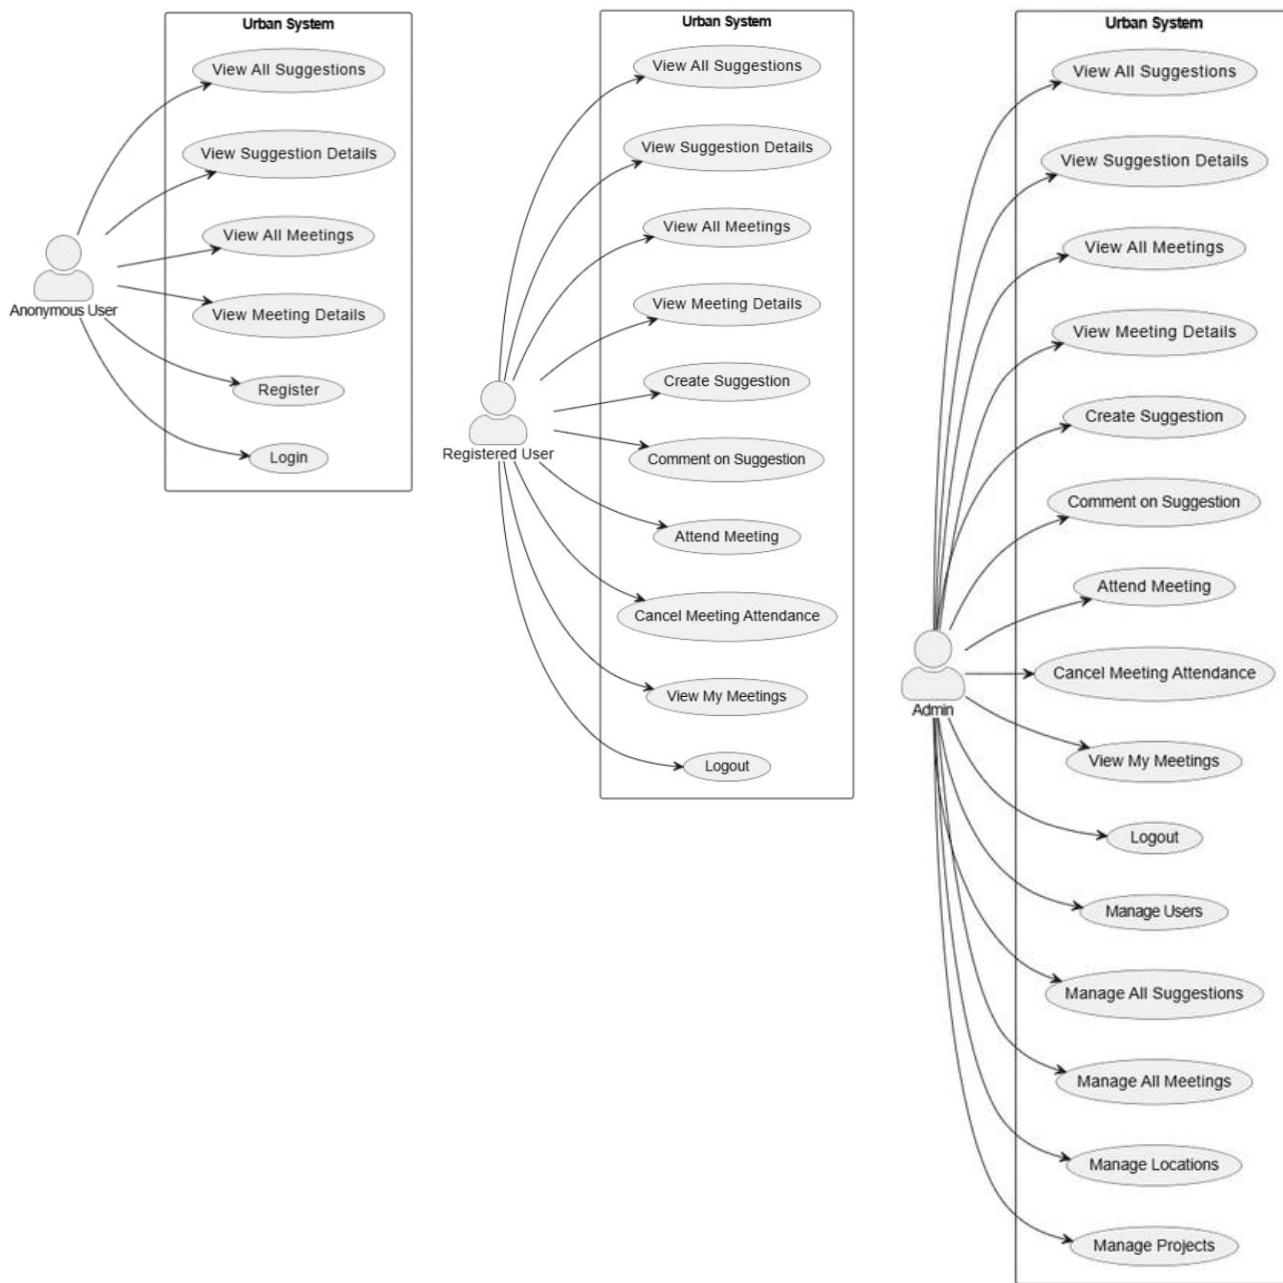 Urban System
View All Suggestions
View Suggestion Details
View All Meetings
View Meeting Details
Register
Login
Anonymous User
Urban System
View All Suggestions
View Suggestion Details
View All Meetings
View Meeting Details
Create Suggestion
Comment on Suggestion
Attend Meeting
Cancel Meeting Attendance
View My Meetings
Logout
Registered User
Urban System
View All Suggestions
View Suggestion Details
View All Meetings
View Meeting Details
Create Suggestion
Comment on Suggestion
Attend Meeting
Cancel Meeting Attendance
View My Meetings
Logout
Manage Users
Manage All Suggestions
Manage All Meetings
Manage Locations
Manage Projects
Admin